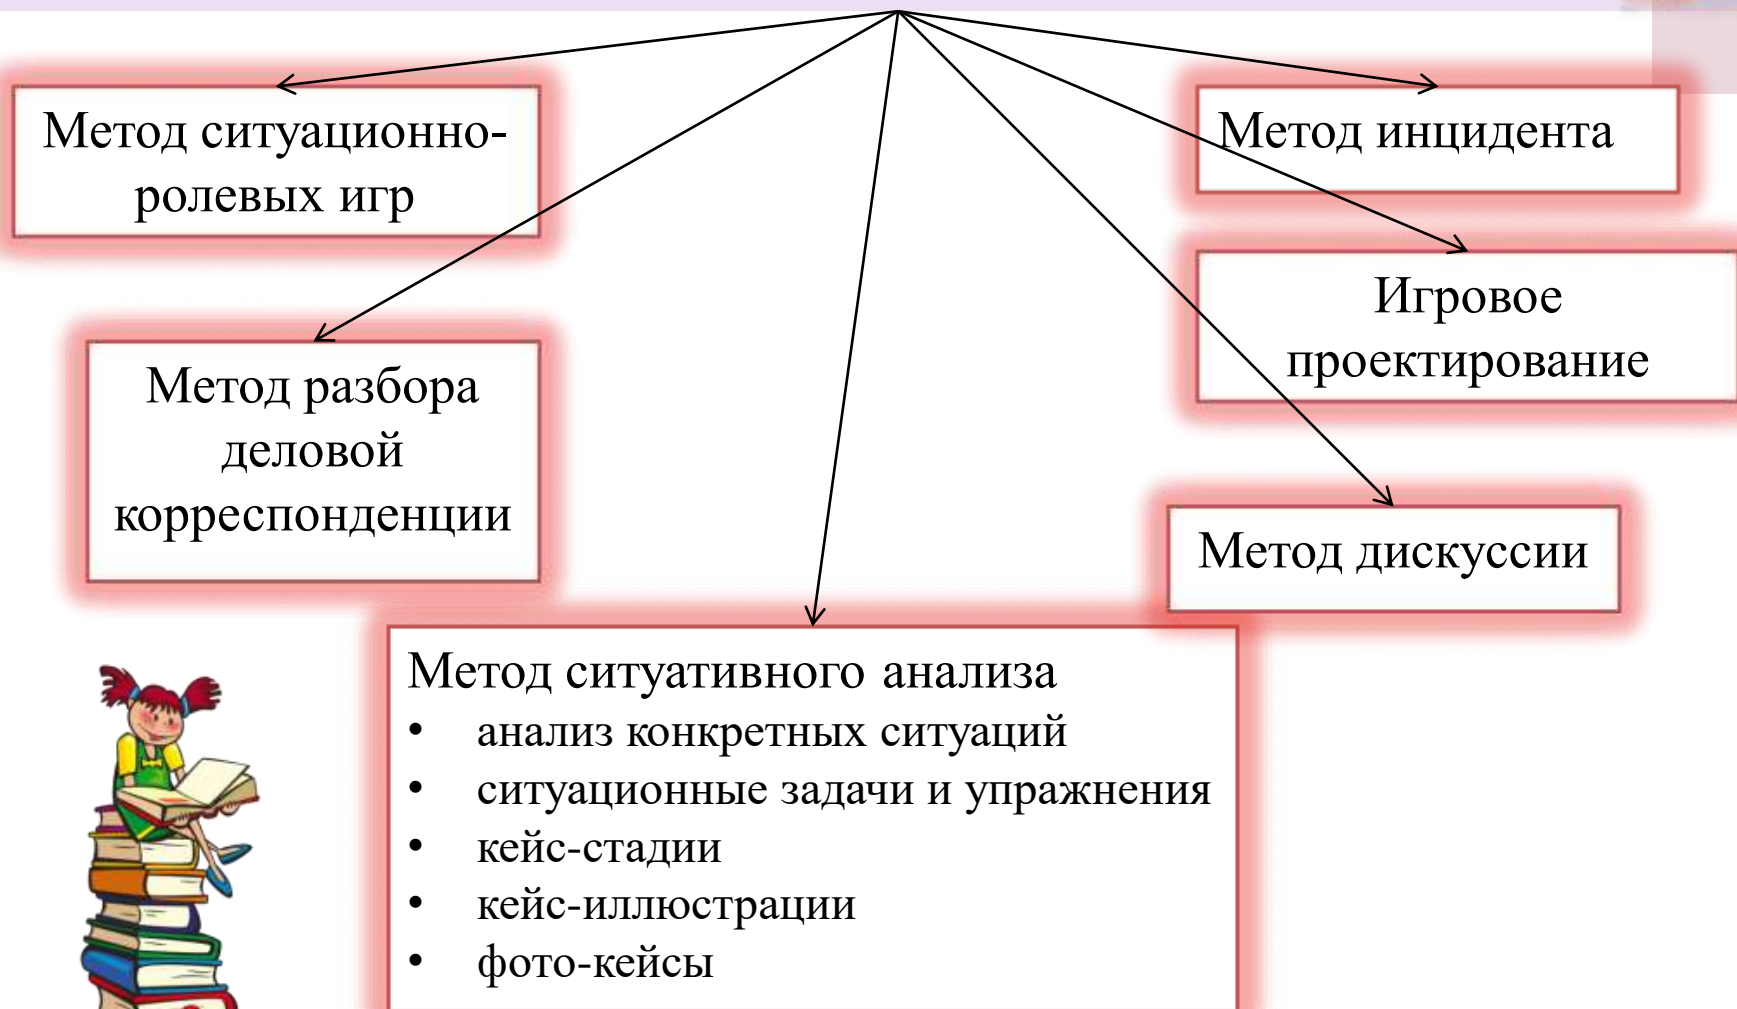 Метод ситуационно-
ролевых игр
Метод инцидента
Игровое
проектирование
Метод разбора
деловой
корреспонденции
Метод дискуссии
Метод ситуативного анализа
• анализ конкретных ситуаций
• ситуационные задачи и упражнения
• кейс-стадии
• кейс-иллюстрации
• фото-кейсы